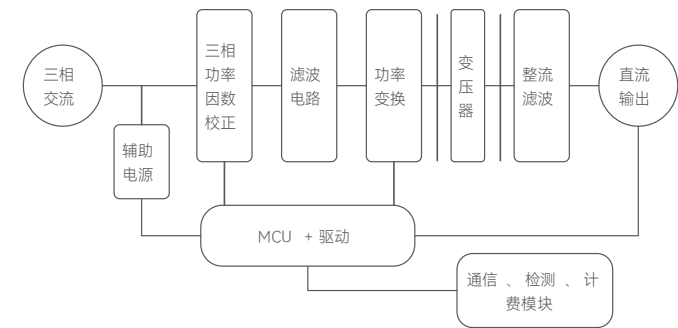 三相
交流
三相
功率
因数
校正
滤波
电路
功率
变换
变
压
器
整流
滤波
直流
输出
辅助
电源
MCU + 驱动
通信 、 检测 、 计
费模块